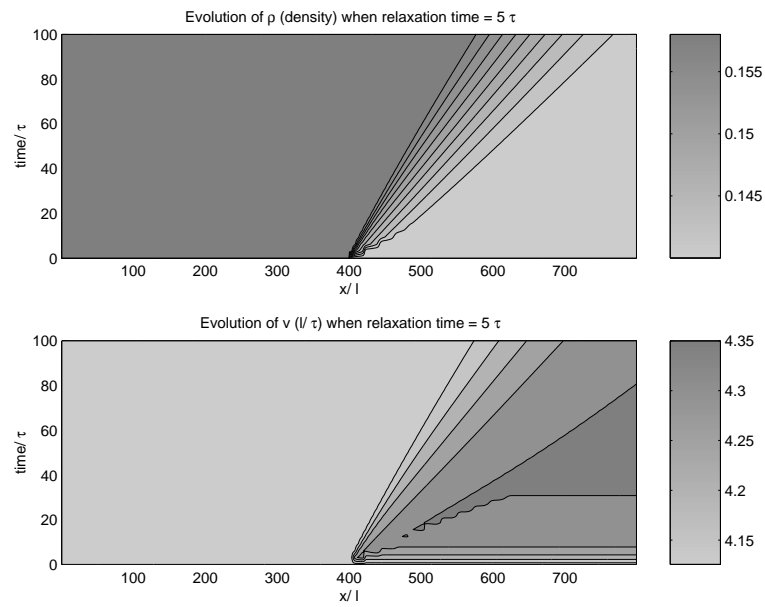 Evolution of ρ (density) when relaxation time = 5 τ
100
80
60
40
20
0
time/ τ
100 200 300 400 500 600 700
x/ l
0.155
0.15
0.145
Evolution of v (l/ τ) when relaxation time = 5 τ
100
80
60
40
20
0
time/ τ
100 200 300 400 500 600 700
x/ l
4.35
4.3
4.25
4.2
4.15